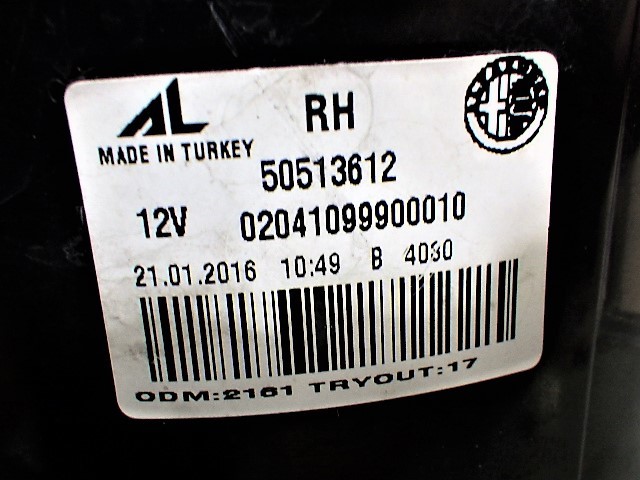 AL
RH
MADE IN TURKEY
50513612
12V 02041099900010
21.01.2016 10:49 B 4030
ODM:2161 TRYOUT:17